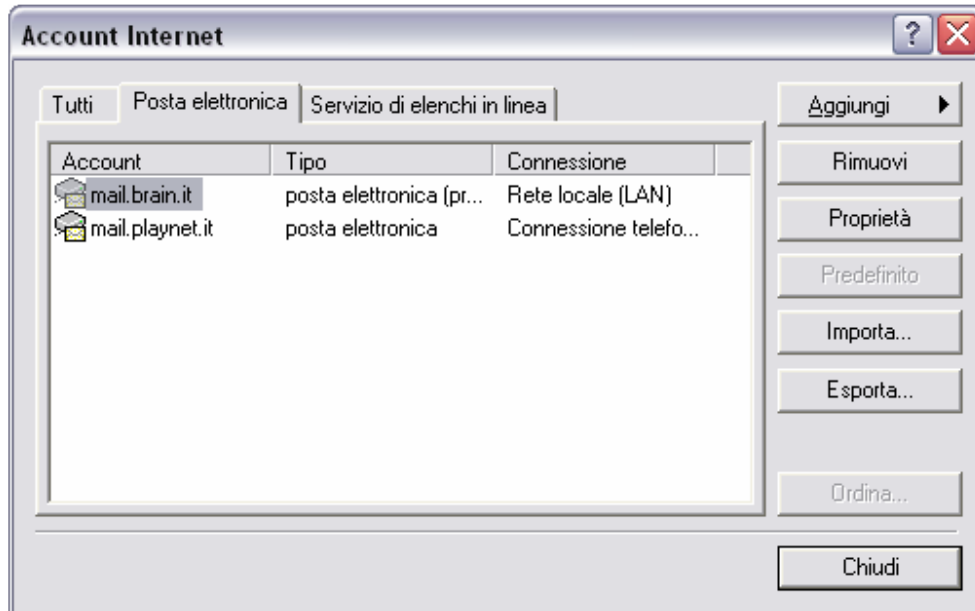 Account Internet
Tutti Posta elettronica Servizio di elenchi in linea
Aggiungi
Account Tipo Connessione
Rimuovi
mail.brain.it posta elettronica (pr... Rete locale (LAN)
mail.playnet.it posta elettronica Connessione telefo...
Proprietà
Predefinito
Importa...
Esporta...
Ordina...
Chiudi